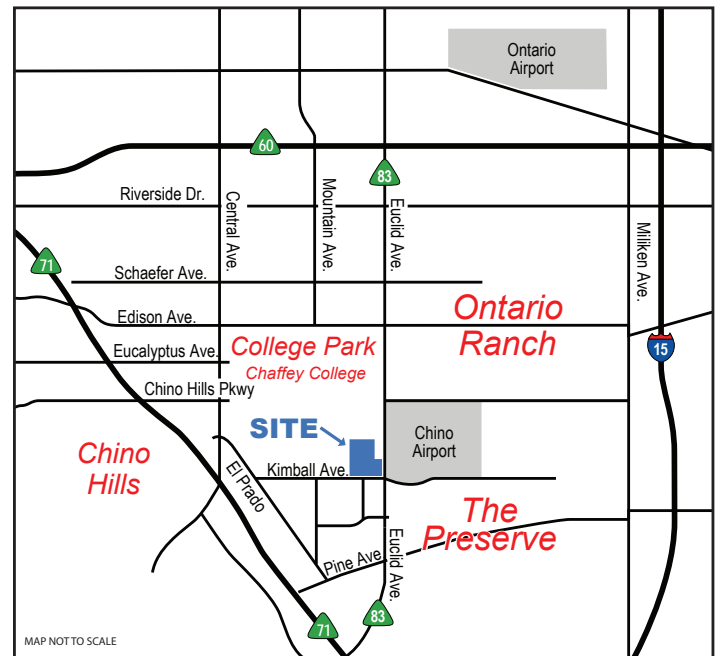 Ontario
Airport
60
83
Riverside Dr.
Central Ave.
Mountain Ave.
Euclid Ave.
Miliken Ave.
71
Schaefer Ave.
Ontario
Ranch
Edison Ave.
College Park
Chaffey College
15
Eucalyptus Ave.
Chino Hills Pkwy
SITE
Chino
Airport
Chino
Hills
Kimball Ave.
El Prado
The
Preserve
Pine Ave
Euclid Ave.
83
71
MAP NOT TO SCALE